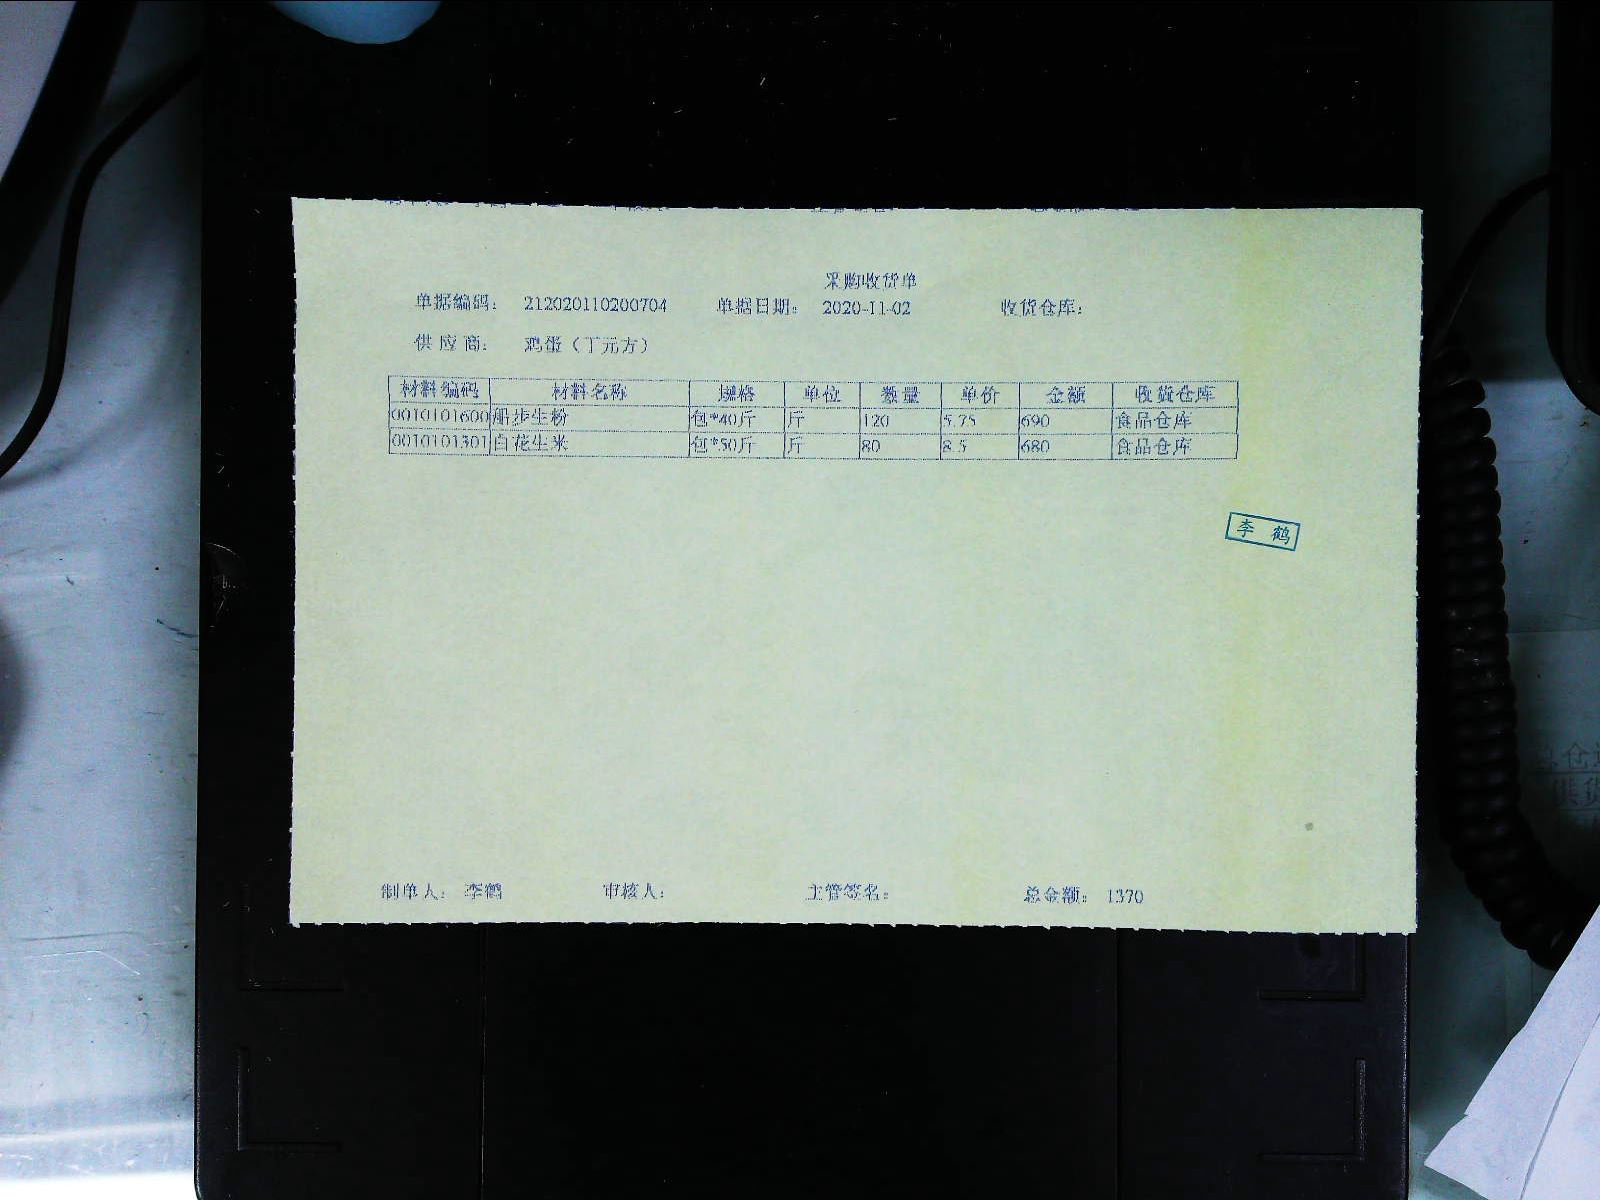 采购收货单
单据编码： 212020110200704 单据日期： 2020-11-02 收货仓库：
供应商： 鸡蛋（丁元方）
材料编码 材料名称 规格 单位 数量 单价 金额 收货仓库
0010101600 船步生粉 包*40斤 斤 120 5.75 690 食品仓库
0010101301 白花生米 包*50斤 斤 80 8.5 680 食品仓库
李 鹤
制单人： 李鹤 审核人： 主管签名： 总金额： 1370